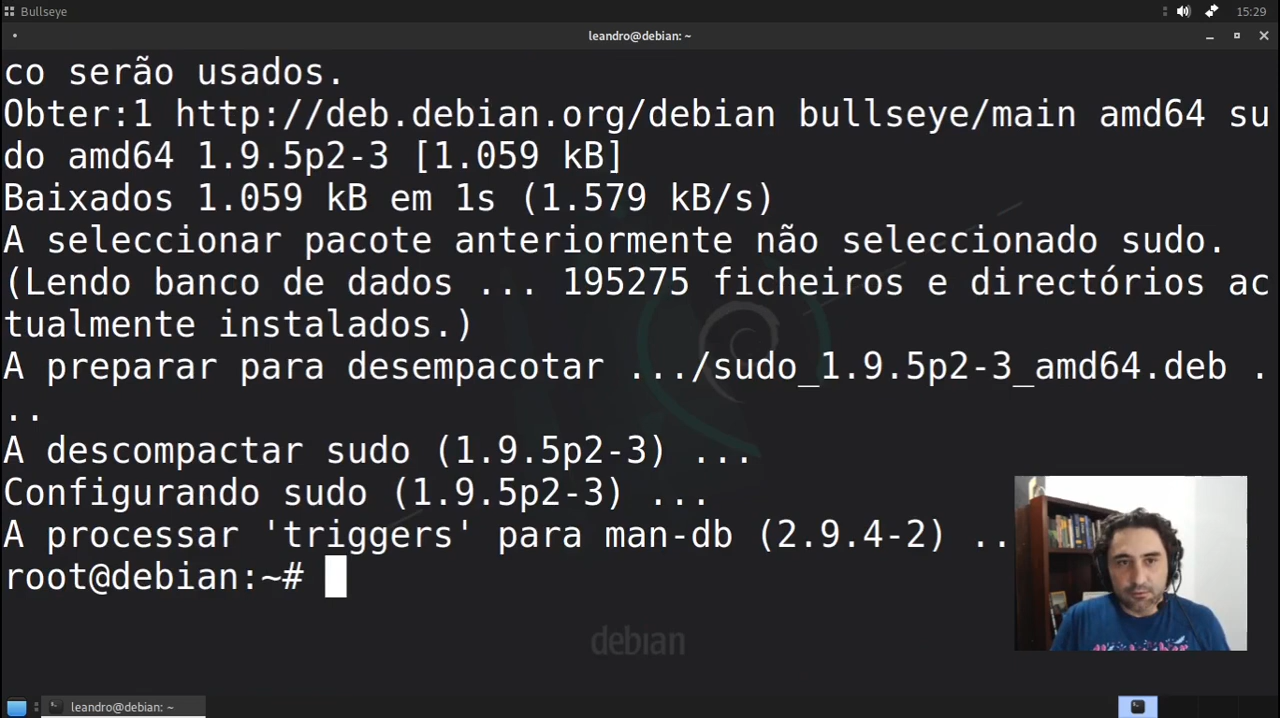 Bullseye
15:29
leandro@debian: ~
co serão usados.
Obter:1 http://deb.debian.org/debian bullseye/main amd64 su
do amd64 1.9.5p2-3 [1.059 kB]
Baixados 1.059 kB em 1s (1.579 kB/s)
A seleccionar pacote anteriormente não seleccionado sudo.
(Lendo banco de dados ... 195275 ficheiros e directórios ac
tualmente instalados.)
A preparar para desempacotar .../sudo_1.9.5p2-3_amd64.deb .
..
A descompactar sudo (1.9.5p2-3) ...
Configurando sudo (1.9.5p2-3) ...
A processar 'triggers' para man-db (2.9.4-2) ..
root@debian:~#
debian
leandro@debian: ~